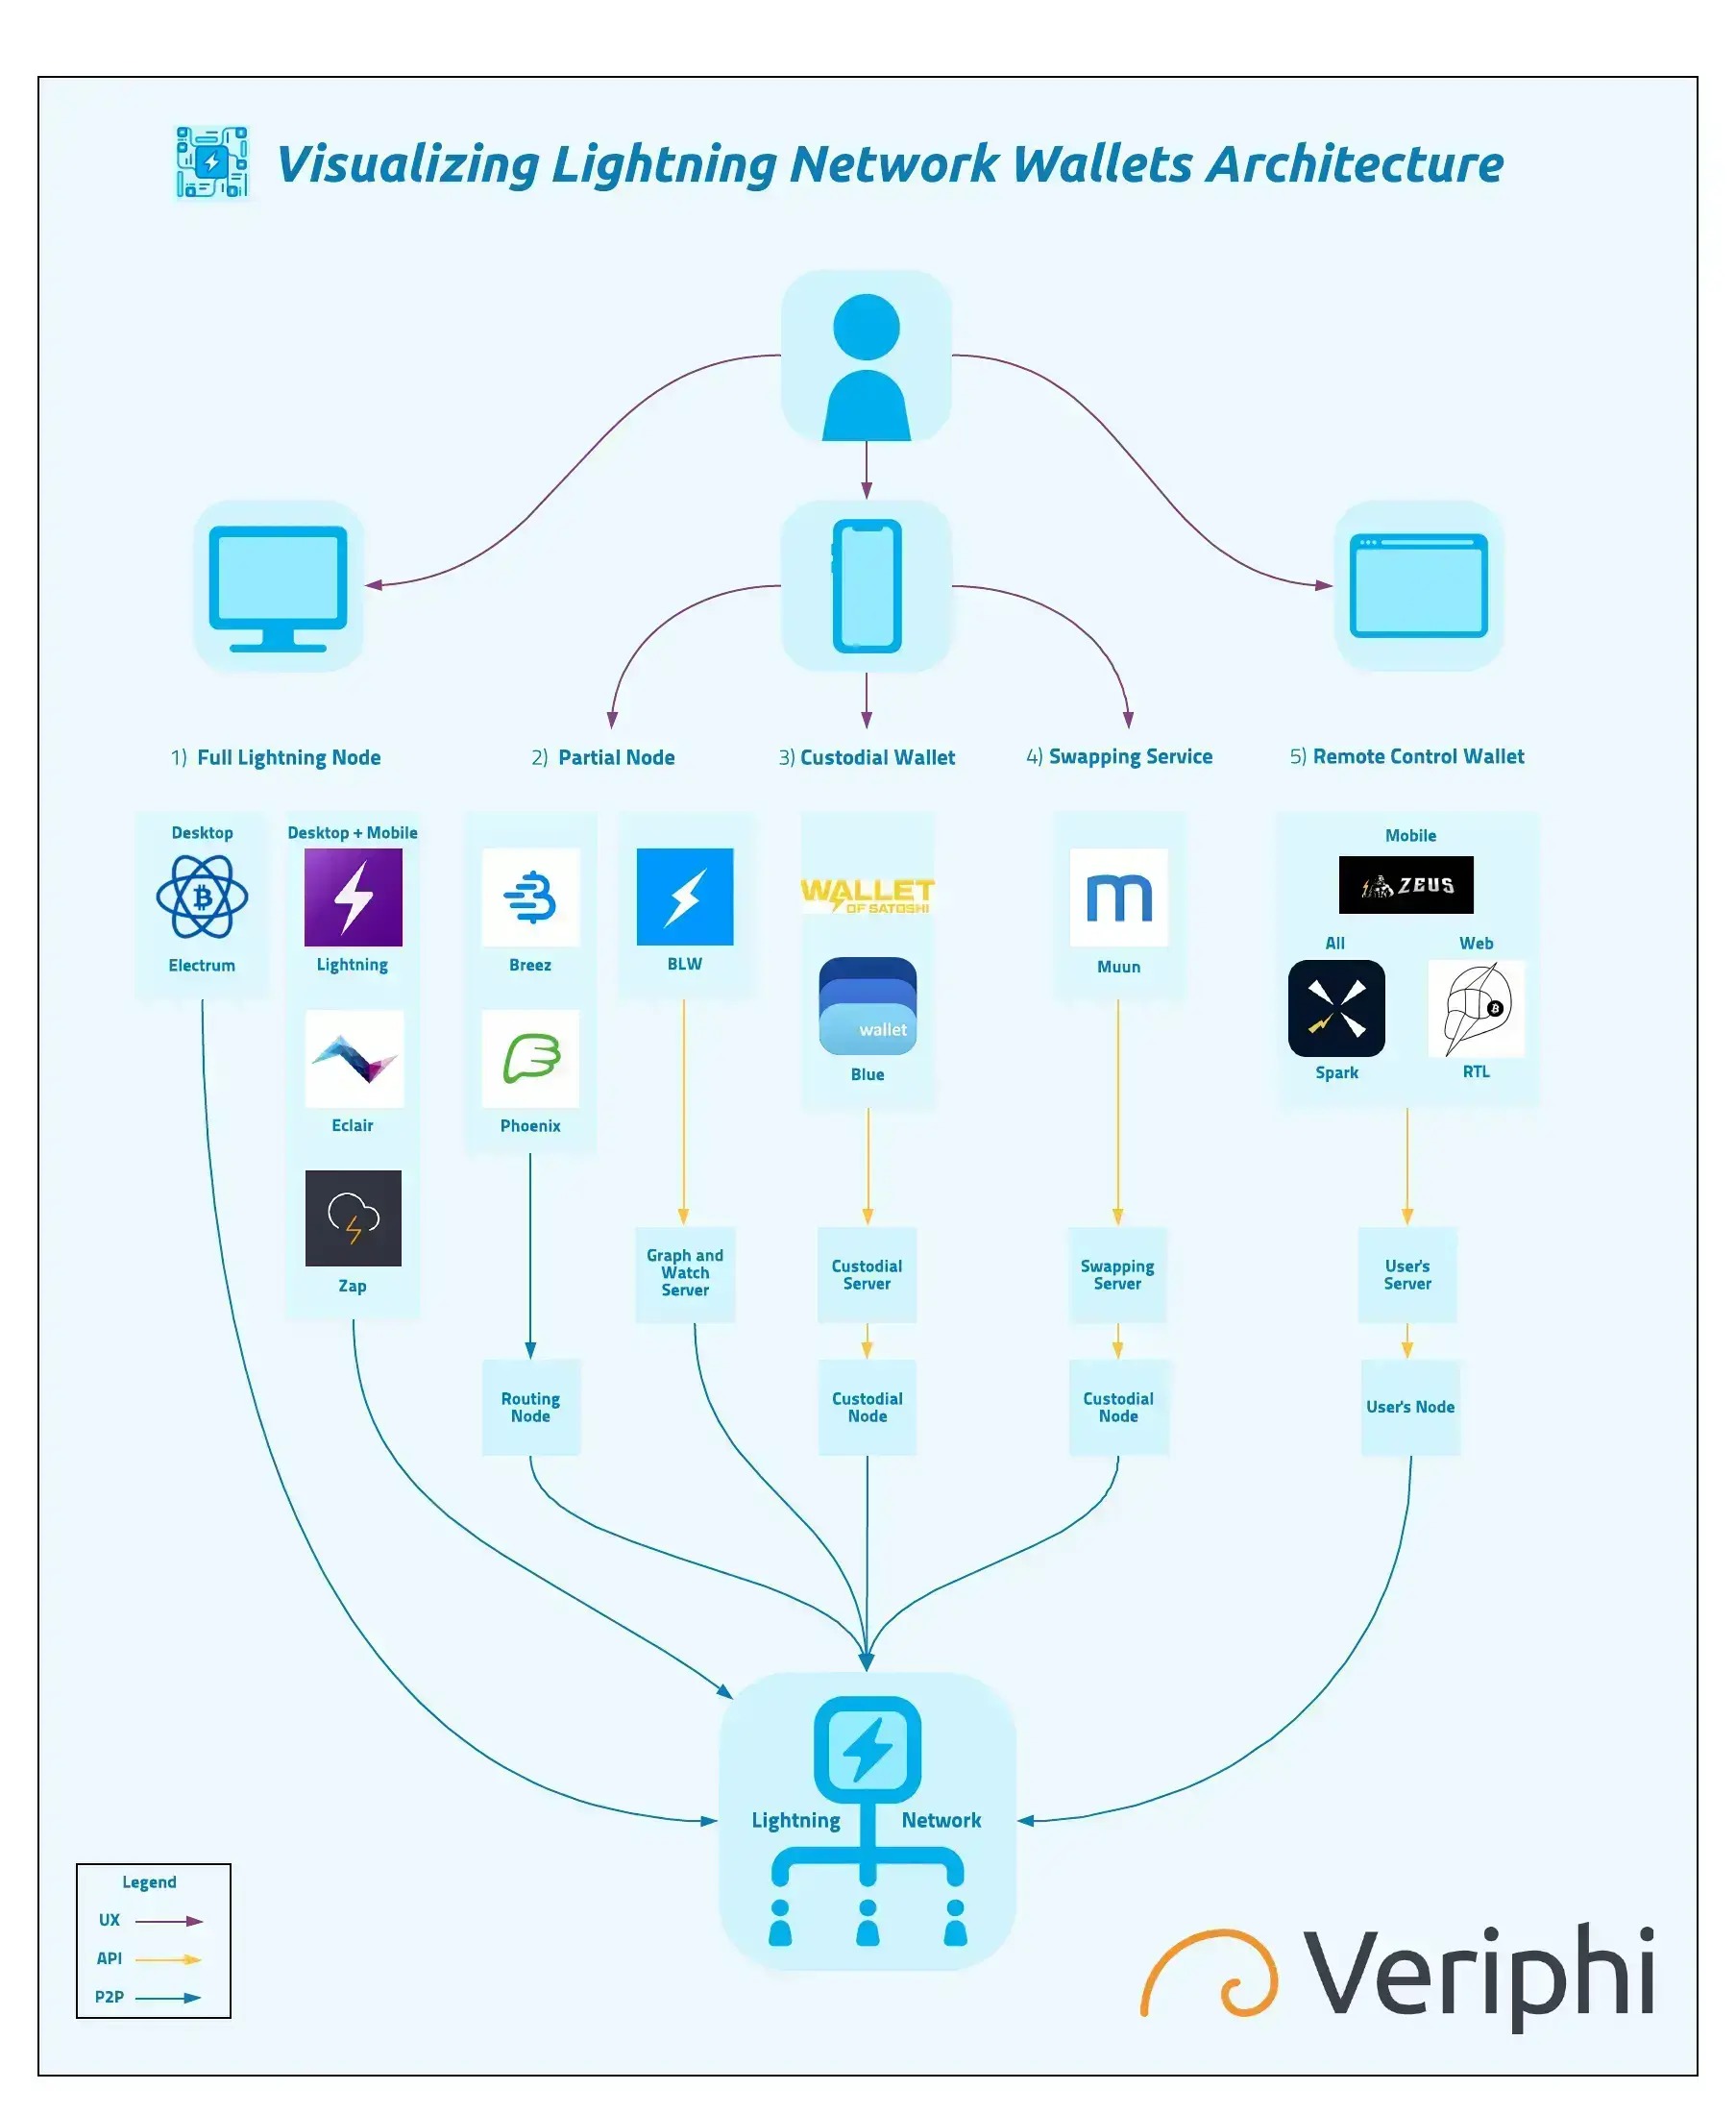 Visualizing Lightning Network Wallets Architecture
1) Full Lightning Node
2) Partial Node
3) Custodial Wallet
4) Swapping Service
5) Remote Control Wallet
Desktop
Electrum
Desktop + Mobile
Lightning
Eclair
Zap
Breez
Phoenix
BLW
WALLET
OF SATOSHI
wallet
Blue
m
Muun
Mobile
ZEUS
All
Web
Spark
RTL
Graph and
Watch
Server
Custodial
Server
Swapping
Server
User's
Server
Routing
Node
Custodial
Node
Custodial
Node
User's Node
Lightning Network
Legend
UX
API
P2P
Veriphi